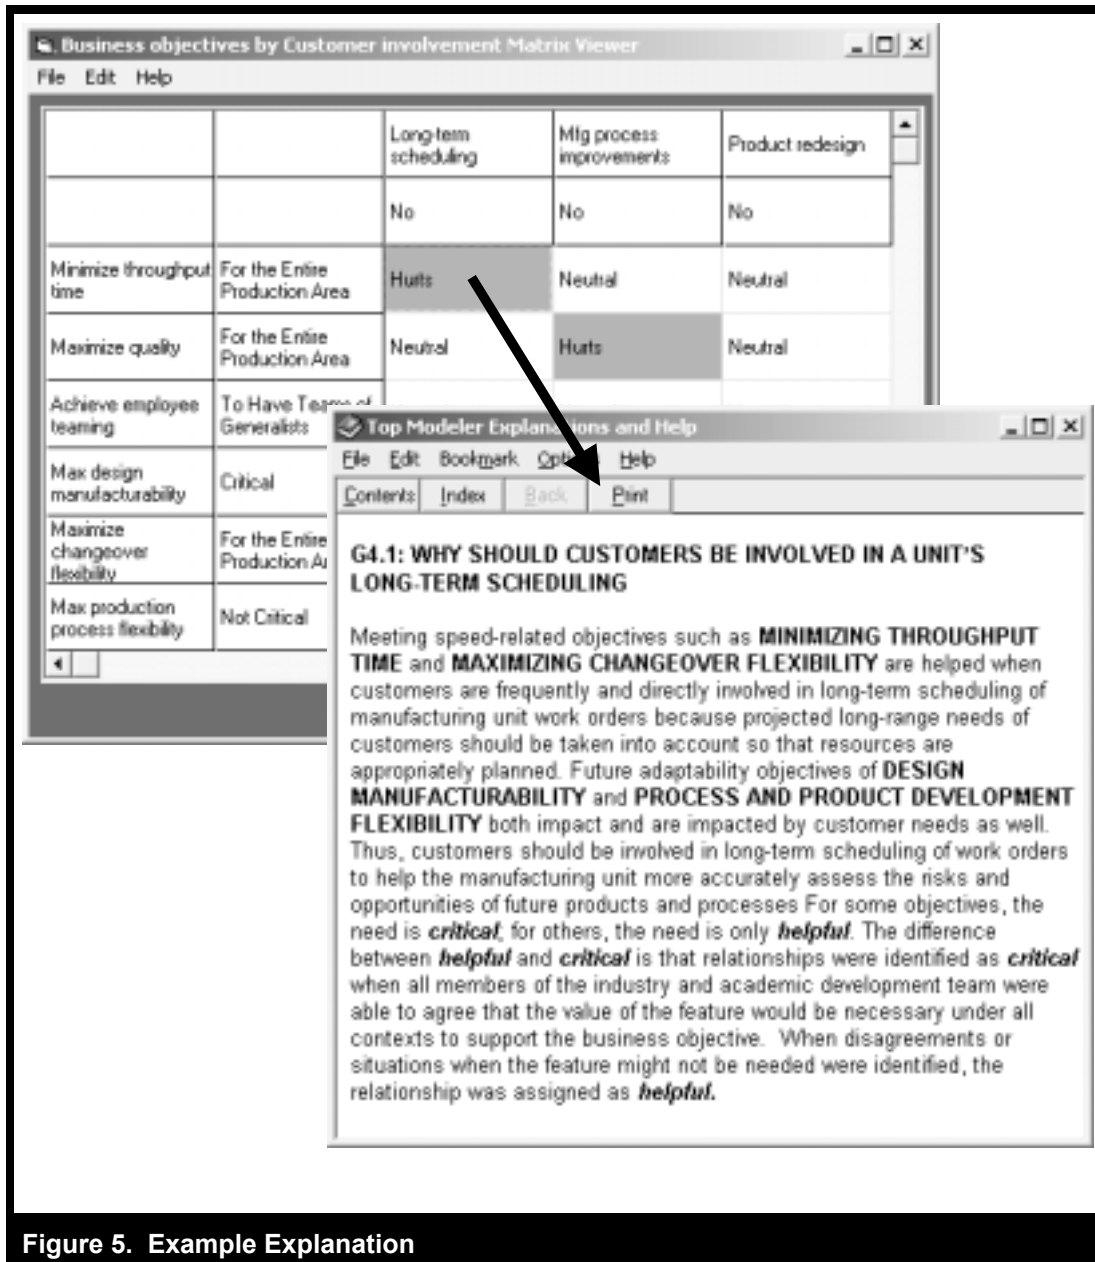 Business objectives by Customer involvement Matrix Viewer
File Edit Help
Long-term scheduling
Mfg process improvements
Product redesign
No No No
Minimize throughput time
For the Entire Production Area
Hurts Neutral Neutral
Maximize quality
For the Entire Production Area
Neutral Hurts Neutral
Achieve employee teaming
To Have Teams of Generalists
Max design manufacturability
Critical
Maximize changeover flexibility
For the Entire
Production
Max production process flexibility
Not Critical
Top Modeler Explanations and Help
File Edit Bookmark Options Help
Contents Index Back Print
G4.1: WHY SHOULD CUSTOMERS BE INVOLVED IN A UNIT'S
LONG-TERM SCHEDULING
Meeting speed-related objectives such as MINIMIZING THROUGHPUT
TIME and MAXIMIZING CHANGEOVER FLEXIBILITY are helped when
customers are frequently and directly involved in long-term scheduling of
manufacturing unit work orders because projected long-range needs of
customers should be taken into account so that resources are
appropriately planned. Future adaptability objectives of DESIGN
MANUFACTURABILITY and PROCESS AND PRODUCT DEVELOPMENT
FLEXIBILITY both impact and are impacted by customer needs as well.
Thus, customers should be involved in long-term scheduling of work orders
to help the manufacturing unit more accurately assess the risks and
opportunities of future products and processes For some objectives, the
need is critical, for others, the need is only helpful. The difference
between helpful and critical is that relationships were identified as critical
when all members of the industry and academic development team were
able to agree that the value of the feature would be necessary under all
contexts to support the business objective. When disagreements or
situations when the feature might not be needed were identified, the
relationship was assigned as helpful.
Figure 5. Example Explanation